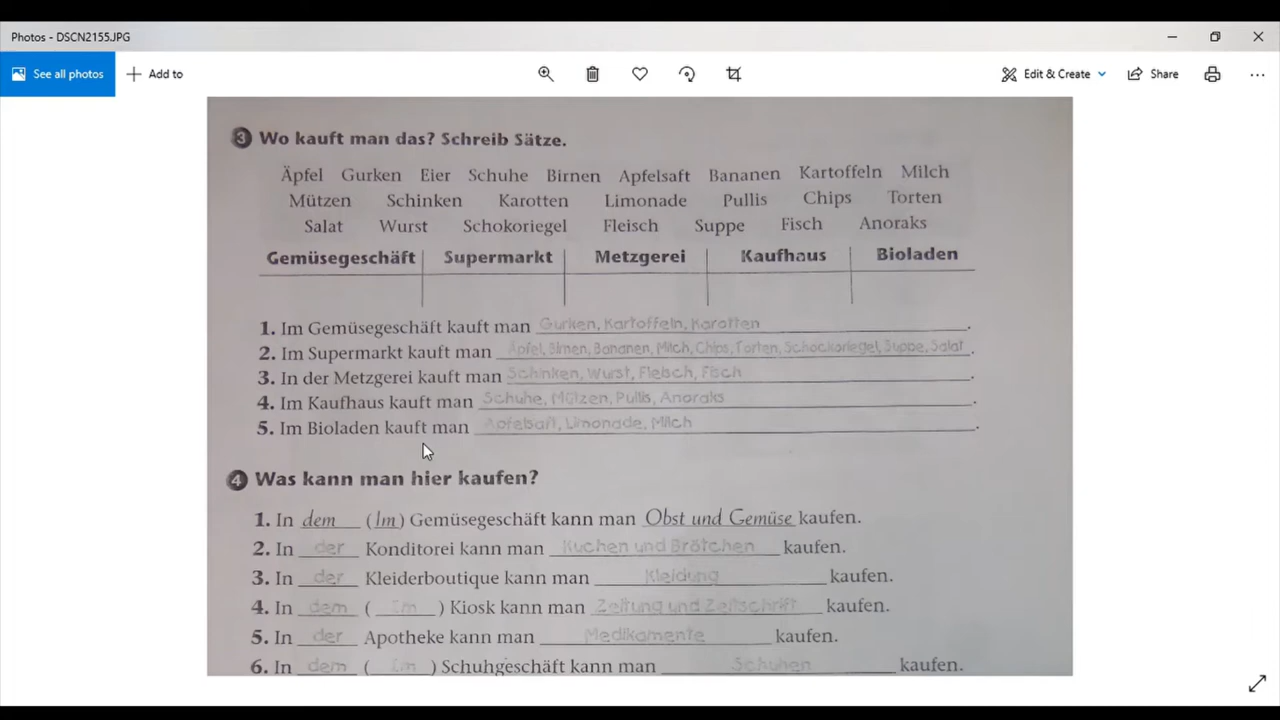 Photos - DSCN2155.JPG
See all photos
Add to
Edit & Create
Share
3 Wo kauft man das? Schreib Sätze.
Äpfel Gurken Eier Schuhe Birnen Apfelsaft Bananen Kartoffeln Milch
Mützen Schinken Karotten Limonade Pullis Chips Torten
Salat Wurst Schokoriegel Fleisch Suppe Fisch Anoraks
Gemüsegeschäft Supermarkt Metzgerei Kaufhaus Bioladen
1. Im Gemüsegeschäft kauft man Gurken, Kartoffeln, Karotten.
2. Im Supermarkt kauft man Äpfel, Birnen, Bananen, Milch, Chips, Torten, Schockoriegel, Suppe, Salat.
3. In der Metzgerei kauft man Schinken, Wurst, Fleisch, Fisch.
4. Im Kaufhaus kauft man Schuhe, Mützen, Pullis, Anoraks.
5. Im Bioladen kauft man Apfelsaft, Limonade, Milch.
4 Was kann man hier kaufen?
1. In dem (Im) Gemüsegeschäft kann man Obst und Gemüse kaufen.
2. In der Konditorei kann man Kuchen und Brötchen kaufen.
3. In der Kleiderboutique kann man Kleidung kaufen.
4. In dem (Im) Kiosk kann man Zeitung und Zeitschrift kaufen.
5. In der Apotheke kann man Medikamente kaufen.
6. In dem (Im) Schuhgeschäft kann man Schuhen kaufen.